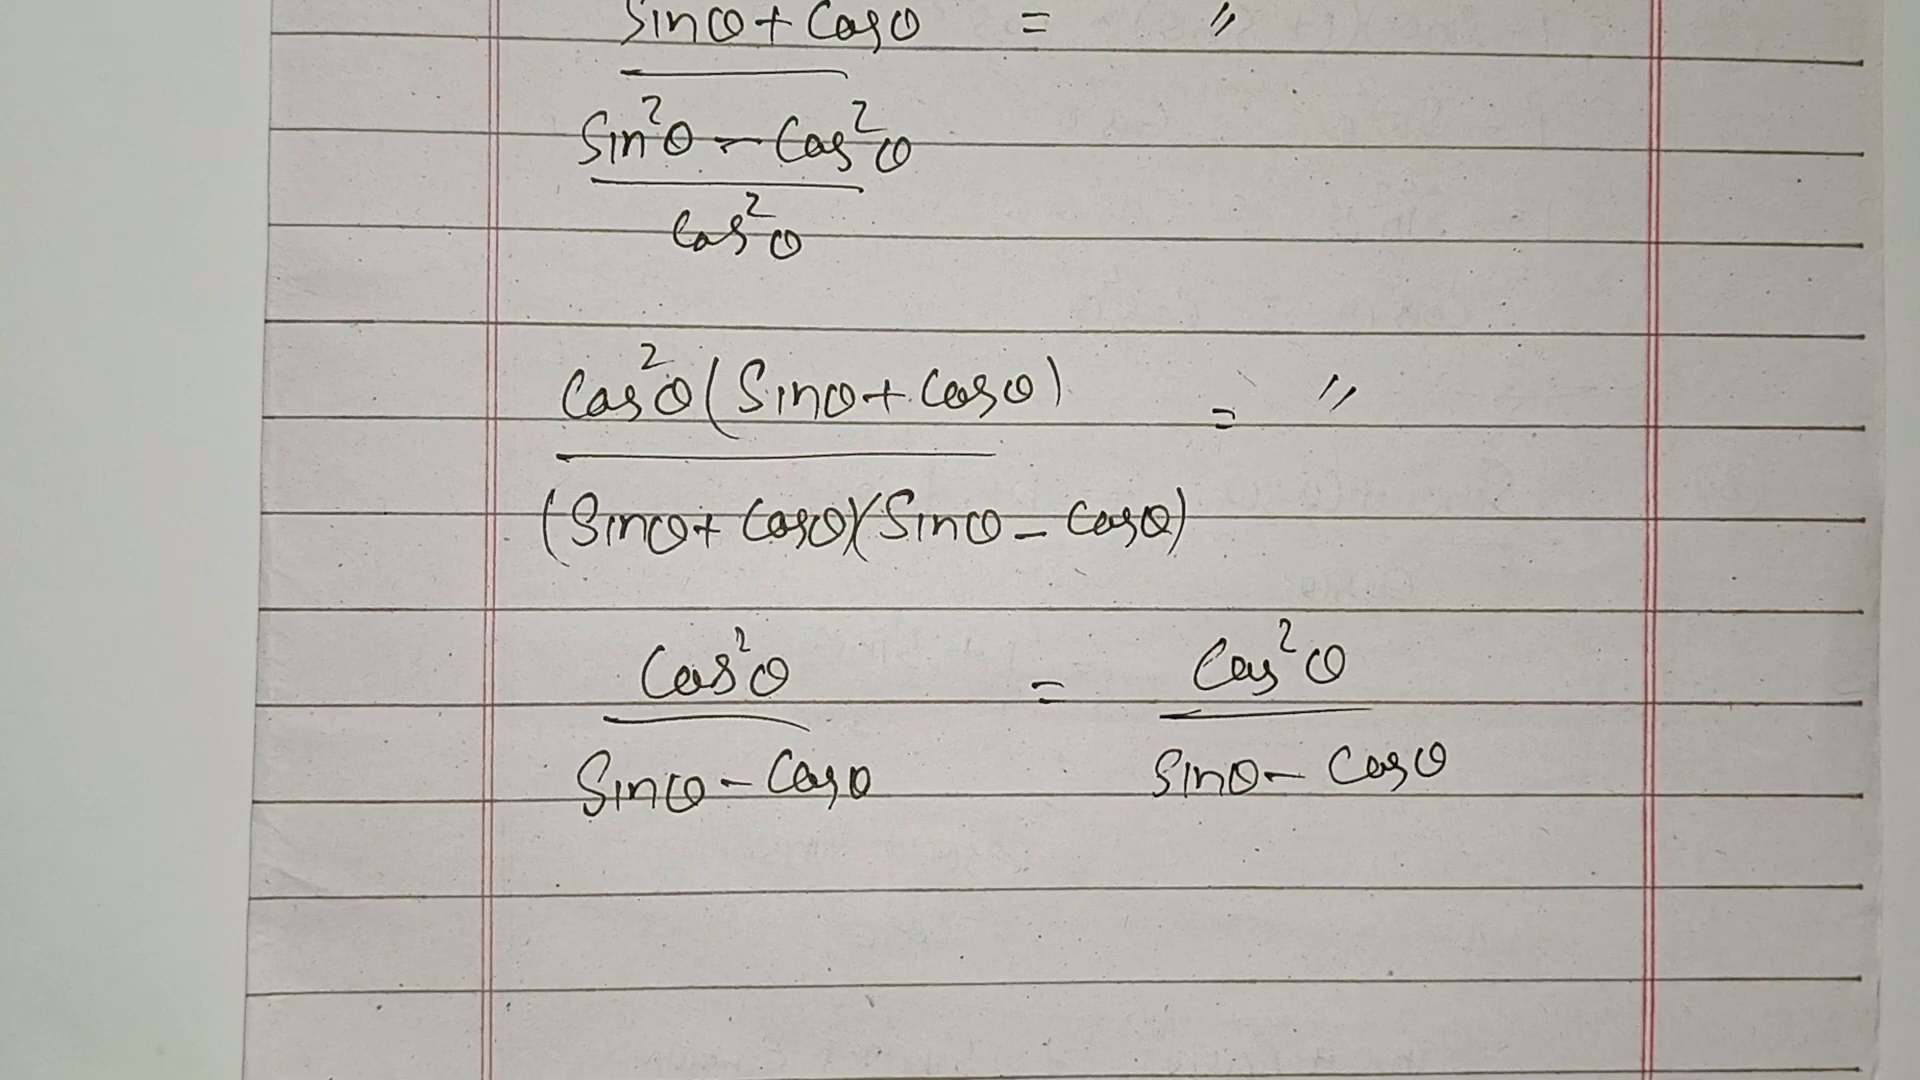 Sinθ + Cosθ = "
Sin²θ - Cos²θ
Cos²θ
Cos²θ (Sinθ + Cosθ) = "
(Sinθ + Cosθ)(Sinθ - Cosθ)
Cos²θ = Cos²θ
Sinθ - Cosθ Sinθ - Cosθ